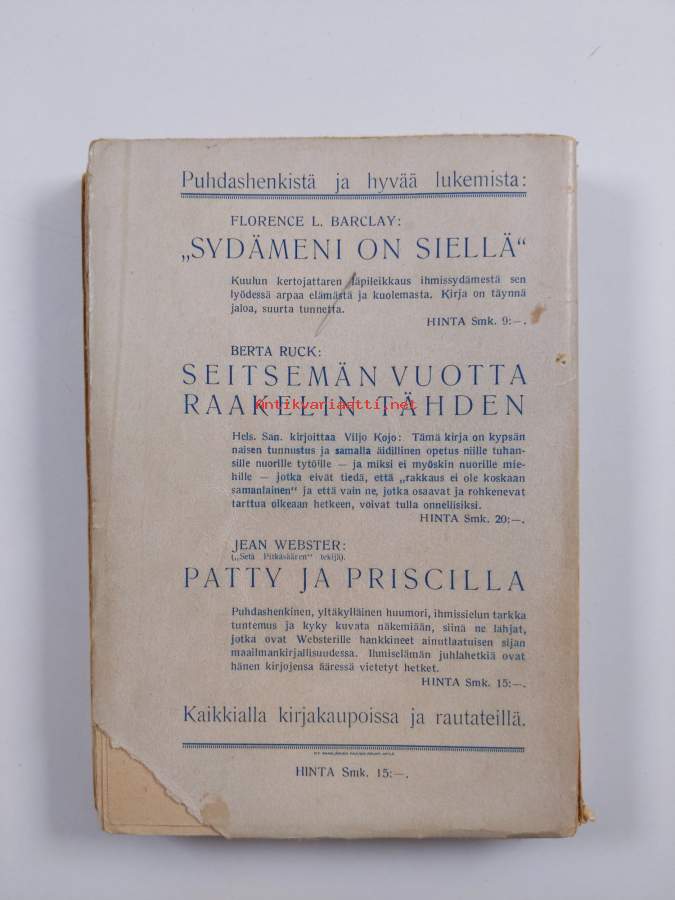 Puhdashenkistä ja hyvää lukemista:
FLORENCE L. BARCLAY:
„SYDÄMENI ON SIELLÄ“
Kuulun kertojattaren läpileikkaus ihmissydämestä sen
lyödessä arpaa elämästä ja kuolemasta. Kirja on täynnä
jaloa, suurta tunnetta.
HINTA Smk. 9:—.
BERTA RUCK:
SEITSEMÄN VUOTTA
RAAKELIN TÄHDEN
Antikvariaatti.net
Hels. San. kirjoittaa Viljo Kojo: Tämä kirja on kypsän
naisen tunnustus ja samalla äidillinen opetus niille tuhan-
sille nuorille tytöille — ja miksi ei myöskin nuorille mie-
hille — jotka eivät tiedä, että „rakkaus ei ole koskaan
samanlainen“ ja että vain ne, jotka osaavat ja rohkenevat
tarttua oikeaan hetkeen, voivat tulla onnellisiksi.
HINTA Smk. 20:—.
JEAN WEBSTER:
(„Setä Pitkäsäären“ tekijä).
PATTY JA PRISCILLA
Puhdashenkinen, yltäkylläinen huumori, ihmissielun tarkka
tuntemus ja kyky kuvata näkemiään, siinä ne lahjat,
jotka ovat Websterille hankkineet ainutlaatuisen sijan
maailmankirjallisuudessa. Ihmiselämän juhlahetkiä ovat
hänen kirjojensa ääressä vietetyt hetket.
HINTA Smk. 15:—.
Kaikkialla kirjakaupoissa ja rautateillä.
HINTA Smk. 15:—.